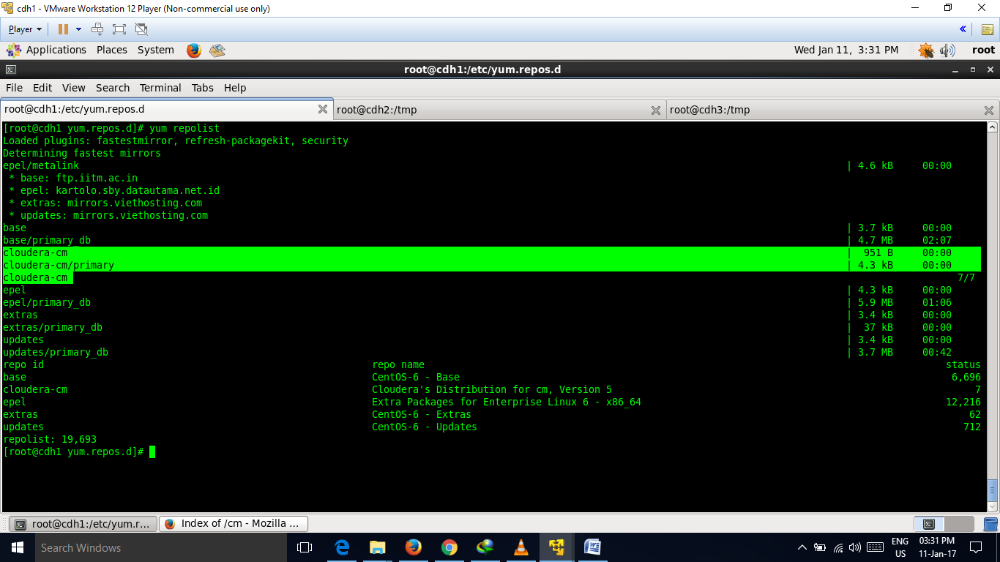 cdh1 - VMware Workstation 12 Player (Non-commercial use only)
Player
Applications Places System Wed Jan 11, 3:31 PM root
root@cdh1:/etc/yum.repos.d
File Edit View Search Terminal Tabs Help
root@cdh1:/etc/yum.repos.d root@cdh2:/tmp root@cdh3:/tmp
[root@cdh1 yum.repos.d]# yum repolist
Loaded plugins: fastestmirror, refresh-packagekit, security
Determining fastest mirrors
epel/metalink | 4.6 kB 00:00
* base: ftp.iitm.ac.in
* epel: kartolo.sby.datautama.net.id
* extras: mirrors.viethosting.com
* updates: mirrors.viethosting.com
base | 3.7 kB 00:00
base/primary_db | 4.7 MB 02:07
cloudera-cm | 951 B 00:00
cloudera-cm/primary | 4.3 kB 00:00
cloudera-cm 7/7
epel | 4.3 kB 00:00
epel/primary_db | 5.9 MB 01:06
extras | 3.4 kB 00:00
extras/primary_db | 37 kB 00:00
updates | 3.4 kB 00:00
updates/primary_db | 3.7 MB 00:42
repo id repo name status
base CentOS-6 - Base 6,696
cloudera-cm Cloudera's Distribution for cm, Version 5 7
epel Extra Packages for Enterprise Linux 6 - x86_64 12,216
extras CentOS-6 - Extras 62
updates CentOS-6 - Updates 712
repolist: 19,693
[root@cdh1 yum.repos.d]#
root@cdh1:/etc/yum.r... Index of /cm - Mozilla ...
Search Windows
ENG 03:31 PM
US 11-Jan-17